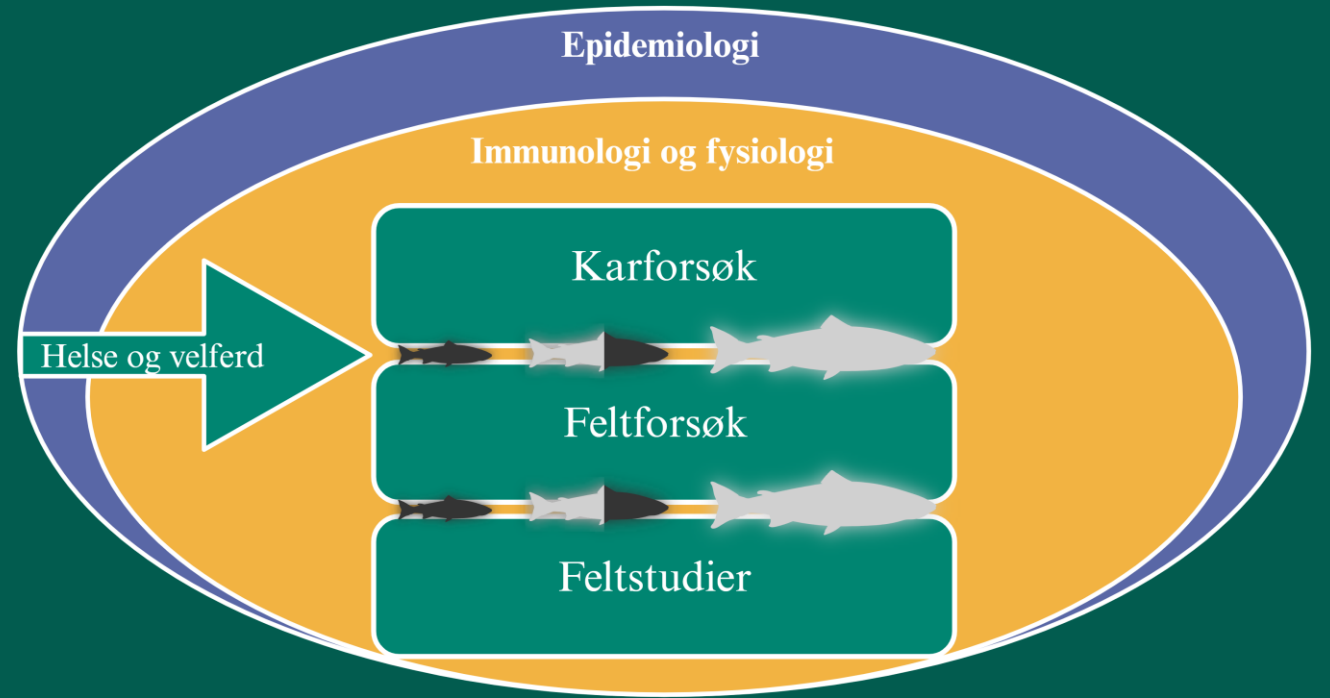 Epidemiologi
Immunologi og fysiologi
Karforsøk
Helse og velferd
Feltforsøk
Feltstudier